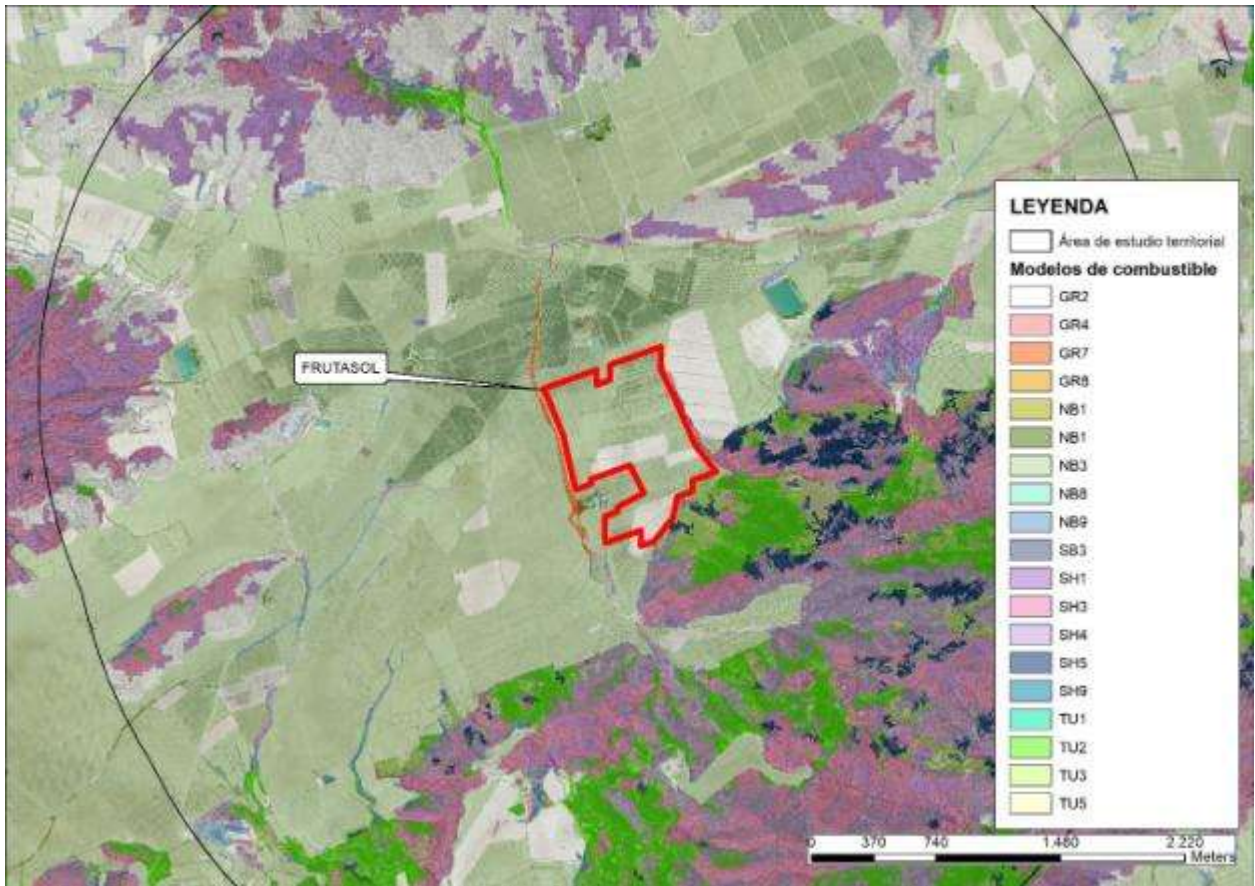 N
FRUTASOL
LEYENDA
Área de estudio territorial
Modelos de combustible
GR2
GR4
GR7
GR8
NB1
NB1
NB3
NB8
NB9
SB3
SH1
SH3
SH4
SH5
SH9
TU1
TU2
TU3
TU5
0 370 740 1.480 2.220
Meters